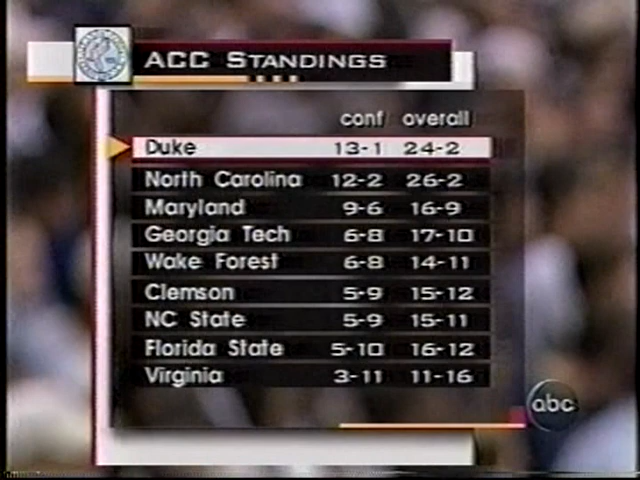 ACC STANDINGS
conf overall
Duke 13-1 24-2
North Carolina 12-2 26-2
Maryland 9-6 16-9
Georgia Tech 6-8 17-10
Wake Forest 6-8 14-11
Clemson 5-9 15-12
NC State 5-9 15-11
Florida State 5-10 16-12
Virginia 3-11 11-16
abc